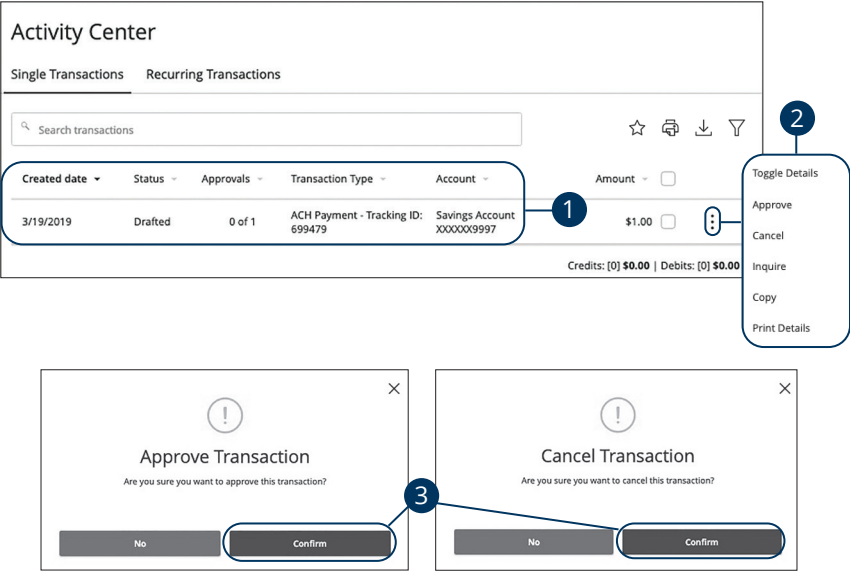 Activity Center
Single Transactions Recurring Transactions
Search transactions
2
Created date Status Approvals Transaction Type Account Amount
3/19/2019 Drafted 0 of 1 ACH Payment - Tracking ID: Savings Account $1.00
699479 XXXXXX9997
1
Credits: [0] $0.00 | Debits: [0] $0.00
Toggle Details
Approve
Cancel
Inquire
Copy
Print Details
Approve Transaction
Are you sure you want to approve this transaction?
No Confirm
3
Cancel Transaction
Are you sure you want to cancel this transaction?
No Confirm